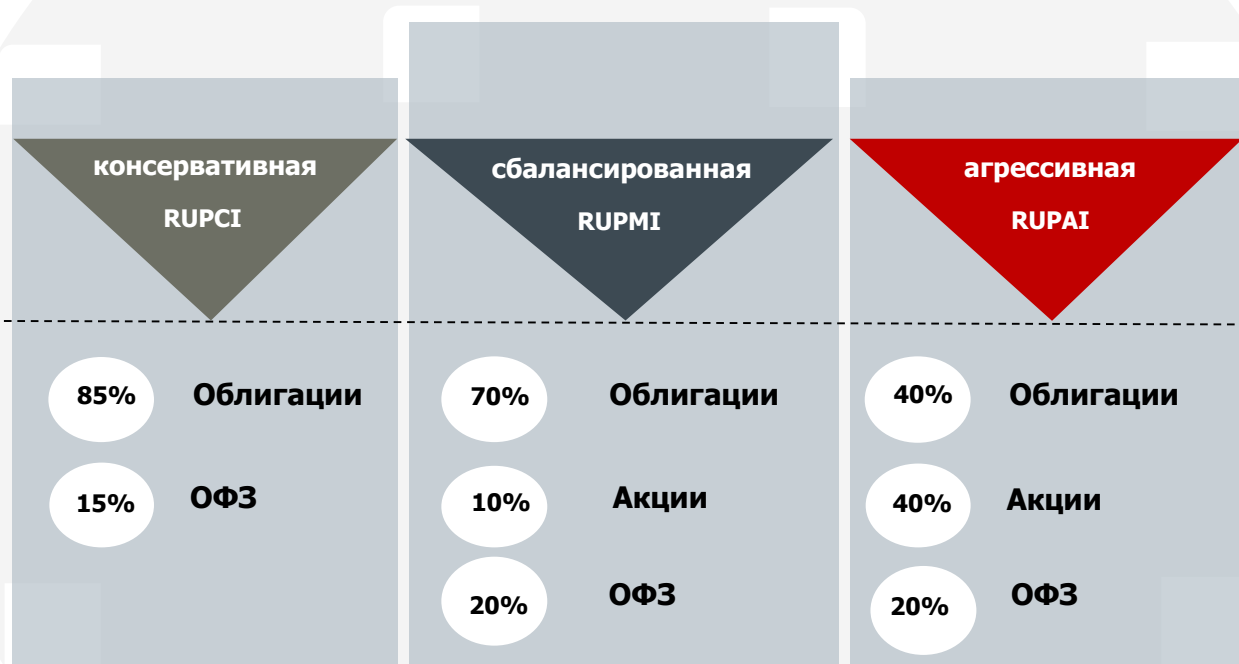 консервативная
RUPCI
85% Облигации
15% ОФЗ
сбалансированная
RUPMI
70% Облигации
10% Акции
20% ОФЗ
агрессивная
RUPAI
40% Облигации
40% Акции
20% ОФЗ